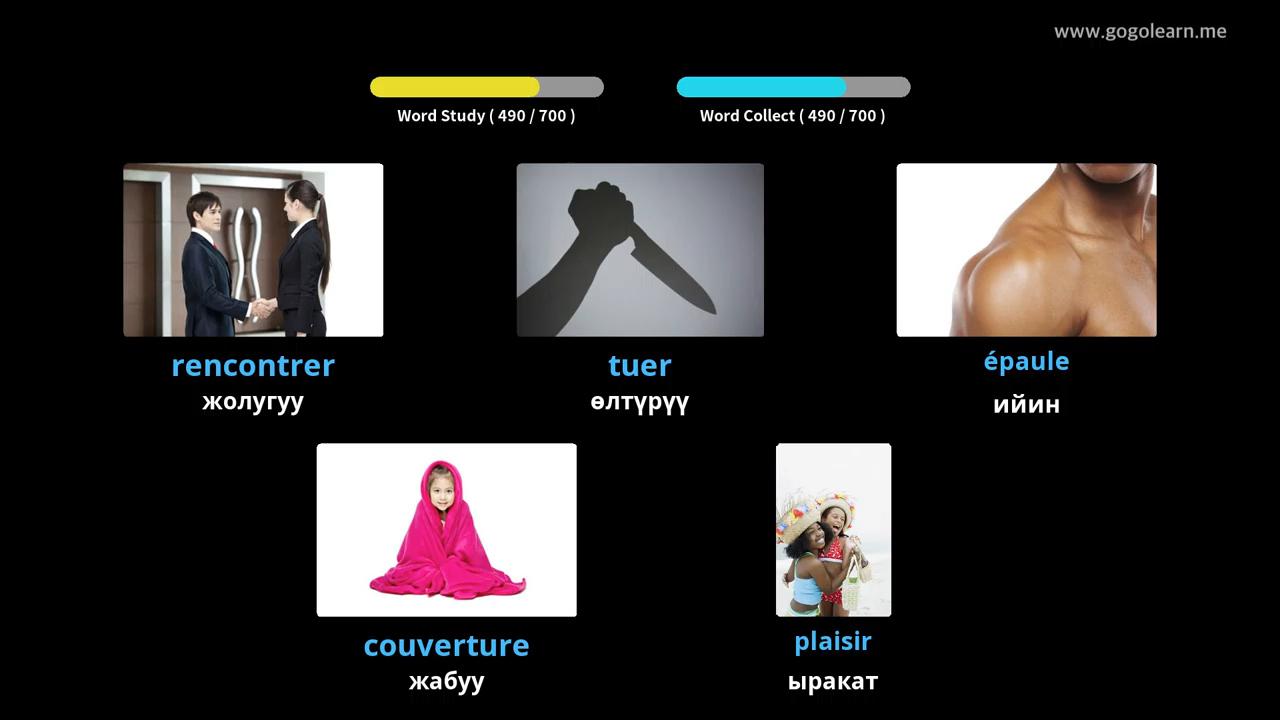 www.gogolearn.me
Word Study ( 490 / 700 )
Word Collect ( 490 / 700 )
rencontrer
жолугуу
tuer
өлтүрүү
épaule
ийин
couverture
жабуу
plaisir
ыракат